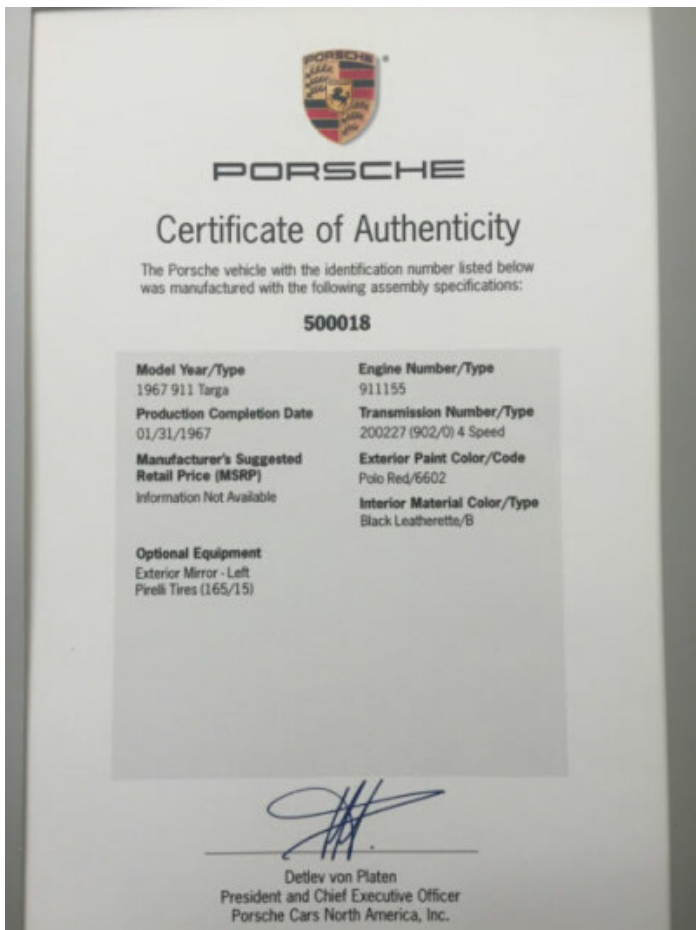 PORSCHE
PORSCHE
Certificate of Authenticity
The Porsche vehicle with the identification number listed below
was manufactured with the following assembly specifications:
500018
Model Year/Type
1967 911 Targa
Production Completion Date
01/31/1967
Manufacturer's Suggested
Retail Price (MSRP)
Information Not Available
Optional Equipment
Exterior Mirror - Left
Pirelli Tires (165/15)
Engine Number/Type
911155
Transmission Number/Type
200227 (902/0) 4 Speed
Exterior Paint Color/Code
Polo Red/6602
Interior Material Color/Type
Black Leatherette/B
Detlev von Platen
President and Chief Executive Officer
Porsche Cars North America, Inc.